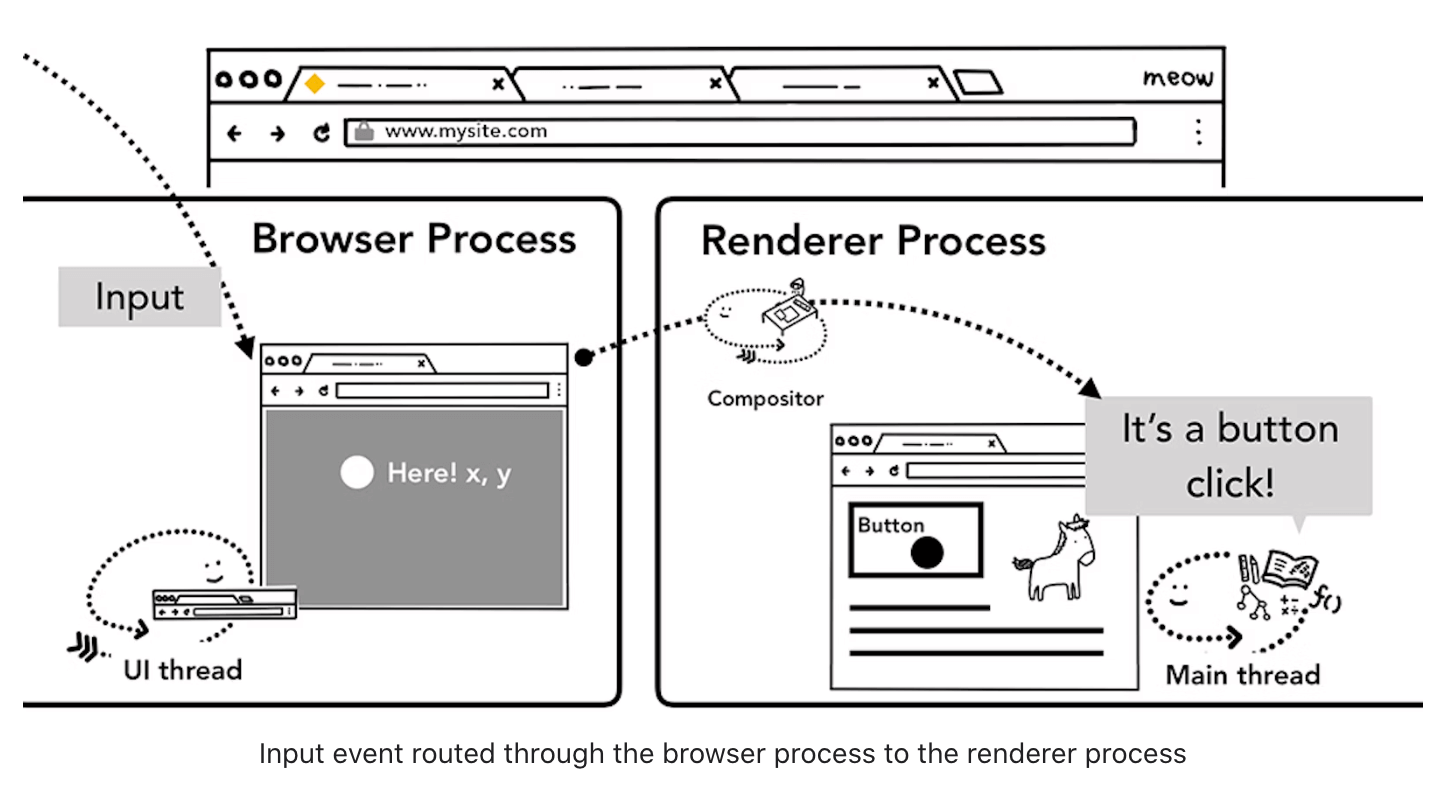 meow
www.mysite.com
Browser Process
Input
Here! x, y
UI thread
Renderer Process
Compositor
It's a button
click!
Button
f()
Main thread
Input event routed through the browser process to the renderer process